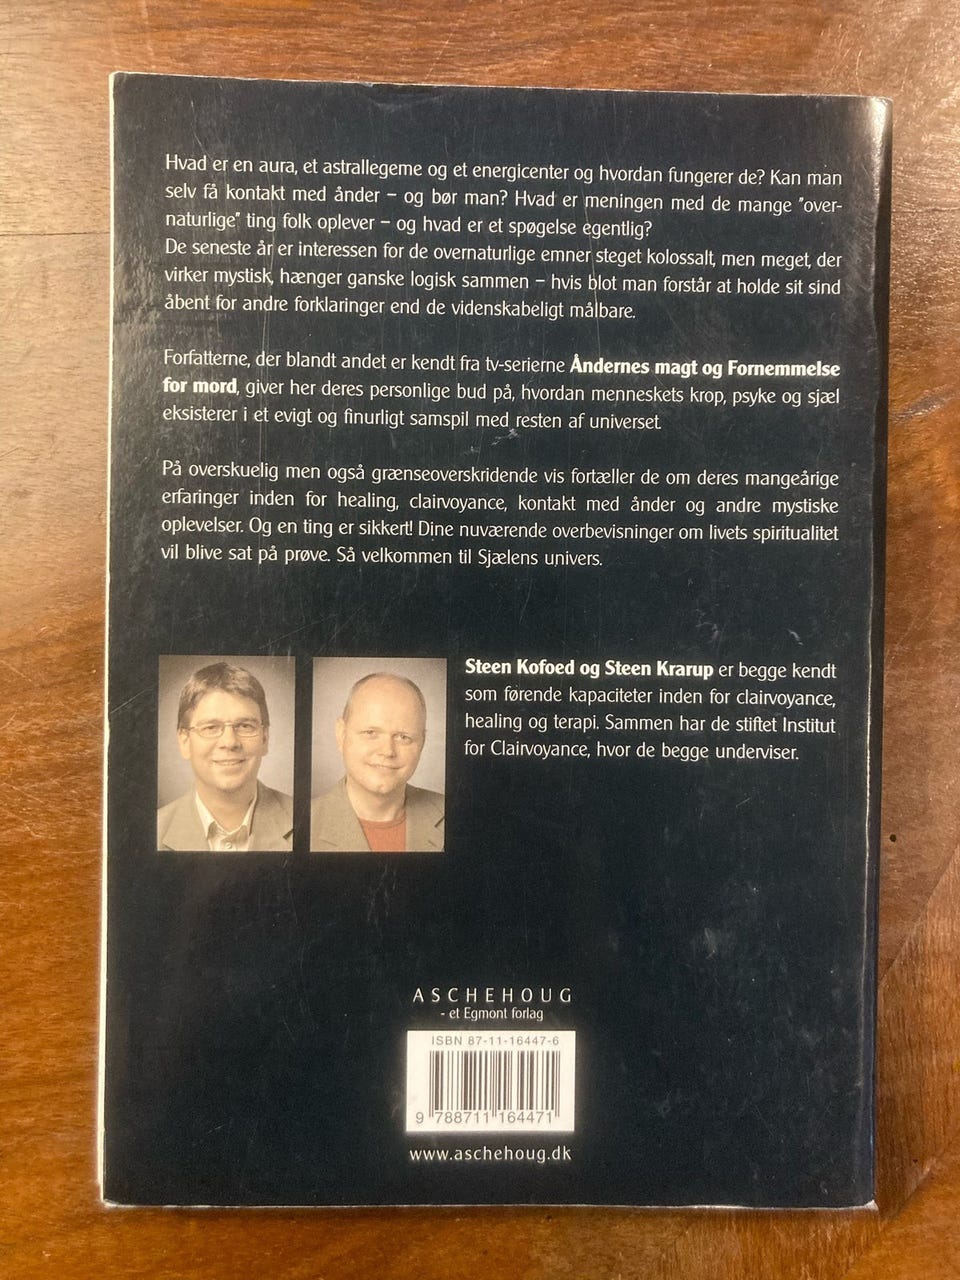 Hvad er en aura, et astrallegeme og et energicenter og hvordan fungerer de? Kan man
selv få kontakt med ånder – og bør man? Hvad er meningen med de mange "over-
naturlige" ting folk oplever – og hvad er et spøgelse egentlig?
De seneste år er interessen for de overnaturlige emner steget kolossalt, men meget, der
virker mystisk, hænger ganske logisk sammen – hvis blot man forstår at holde sit sind
åbent for andre forklaringer end de videnskabeligt målbare.
Forfatterne, der blandt andet er kendt fra tv-serierne Åndernes magt og Fornemmelse
for mord, giver her deres personlige bud på, hvordan menneskets krop, psyke og sjæl
eksisterer i et evigt og finurligt samspil med resten af universet.
På overskuelig men også grænseoverskridende vis fortæller de om deres mangeårige
erfaringer inden for healing, clairvoyance, kontakt med ånder og andre mystiske
oplevelser. Og en ting er sikkert! Dine nuværende overbevisninger om livets spiritualitet
vil blive sat på prøve. Så velkommen til Sjælens univers.
Steen Kofoed og Steen Krarup er begge kendt
som førende kapaciteter inden for clairvoyance,
healing og terapi. Sammen har de stiftet Institut
for Clairvoyance, hvor de begge underviser.
ASCHEHOUG
- et Egmont forlag
ISBN 87-11-16447-6
9 788711 164471
www.aschehoug.dk